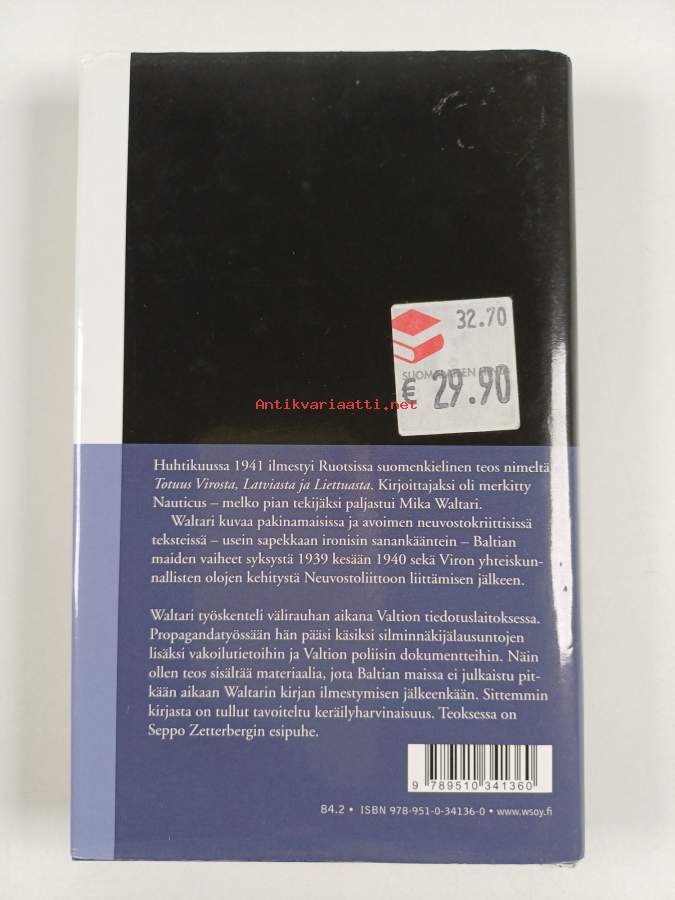 32.70
SUOMALAINEN
€ 29.90
Antikvariaatti.net
Huhtikuussa 1941 ilmestyi Ruotsissa suomenkielinen teos nimeltä
Totuus Virosta, Latviasta ja Liettuasta. Kirjoittajaksi oli merkitty
Nauticus – melko pian tekijäksi paljastui Mika Waltari.
Waltari kuvaa pakinamaisissa ja avoimen neuvostokriittisissä
teksteissä – usein sapekkaan ironisin sanankääntein – Baltian
maiden vaiheet syksystä 1939 kesään 1940 sekä Viron yhteiskun-
nallisten olojen kehitystä Neuvostoliittoon liittämisen jälkeen.
Waltari työskenteli välirauhan aikana Valtion tiedotuslaitoksessa.
Propagandatyössään hän pääsi käsiksi silminnäkijälausuntojen
lisäksi vakoilutietoihin ja Valtion poliisin dokumentteihin. Näin
ollen teos sisältää materiaalia, jota Baltian maissa ei julkaistu pit-
kään aikaan Waltarin kirjan ilmestymisen jälkeenkään. Sittemmin
kirjasta on tullut tavoiteltu keräilyharvinaisuus. Teoksessa on
Seppo Zetterbergin esipuhe.
9 789510 341360
84.2 • ISBN 978-951-0-34136-0 • www.wsoy.fi